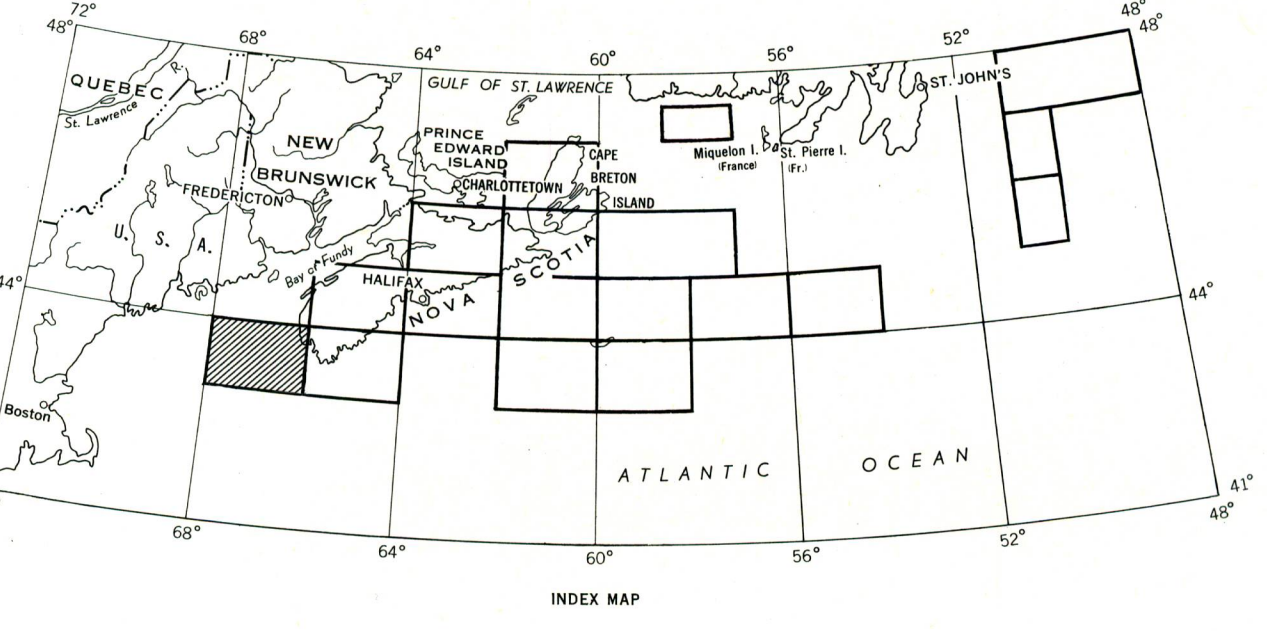 72°
48°
68°
64°
60°
56°
52°
48°
48°
QUEBEC
R.
St. Lawrence
GULF OF ST. LAWRENCE
ST. JOHN'S
NEW
BRUNSWICK
PRINCE
EDWARD
ISLAND
CAPE
BRETON
ISLAND
Miquelon I.
(France)
St. Pierre I.
(Fr.)
CHARLOTTETOWN
FREDERICTON
U. S. A.
Bay of Fundy
HALIFAX
NOVA SCOTIA
44°
44°
Boston
ATLANTIC OCEAN
41°
48°
68°
64°
60°
56°
52°
INDEX MAP